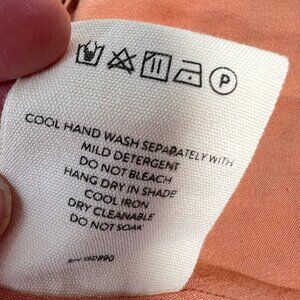 P
COOL HAND WASH SEPARATELY WITH
MILD DETERGENT
DO NOT BLEACH
HANG DRY IN SHADE
COOL IRON
DRY CLEANABLE
DO NOT SOAK